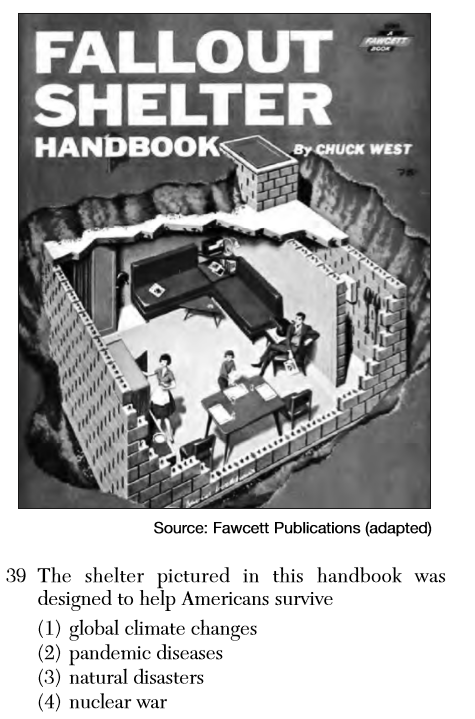 A
FAWCETT
BOOK
FALLOUT
SHELTER
HANDBOOK
By CHUCK WEST
75¢
Source: Fawcett Publications (adapted)
39 The shelter pictured in this handbook was
designed to help Americans survive
(1) global climate changes
(2) pandemic diseases
(3) natural disasters
(4) nuclear war